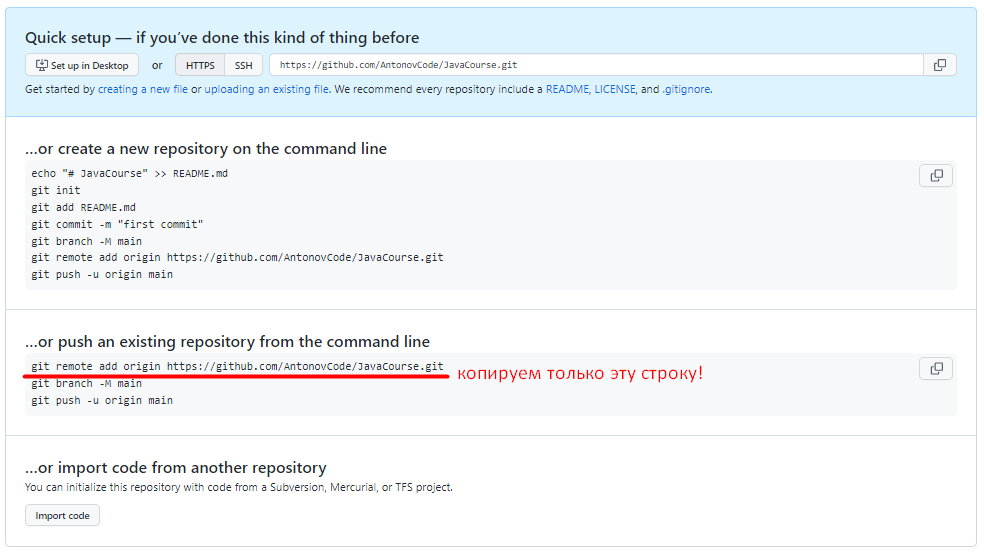 Quick setup — if you’ve done this kind of thing before
Set up in Desktop or HTTPS SSH https://github.com/AntonovCode/JavaCourse.git
Get started by creating a new file or uploading an existing file. We recommend every repository include a README, LICENSE, and .gitignore.
...or create a new repository on the command line
echo "# JavaCourse" >> README.md
git init
git add README.md
git commit -m "first commit"
git branch -M main
git remote add origin https://github.com/AntonovCode/JavaCourse.git
git push -u origin main
...or push an existing repository from the command line
git remote add origin https://github.com/AntonovCode/JavaCourse.git
копируем только эту строку!
git branch -M main
git push -u origin main
...or import code from another repository
You can initialize this repository with code from a Subversion, Mercurial, or TFS project.
Import code